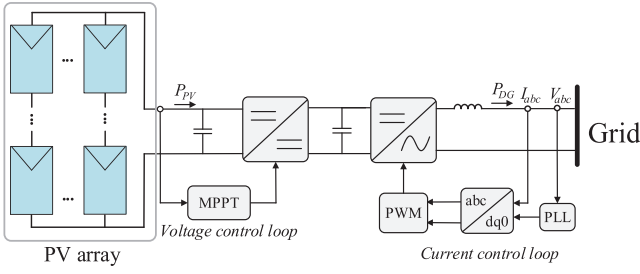 P_PV
P_DG
I_abc
V_abc
Grid
MPPT
PWM
abc
dq0
PLL
Voltage control loop
Current control loop
PV array